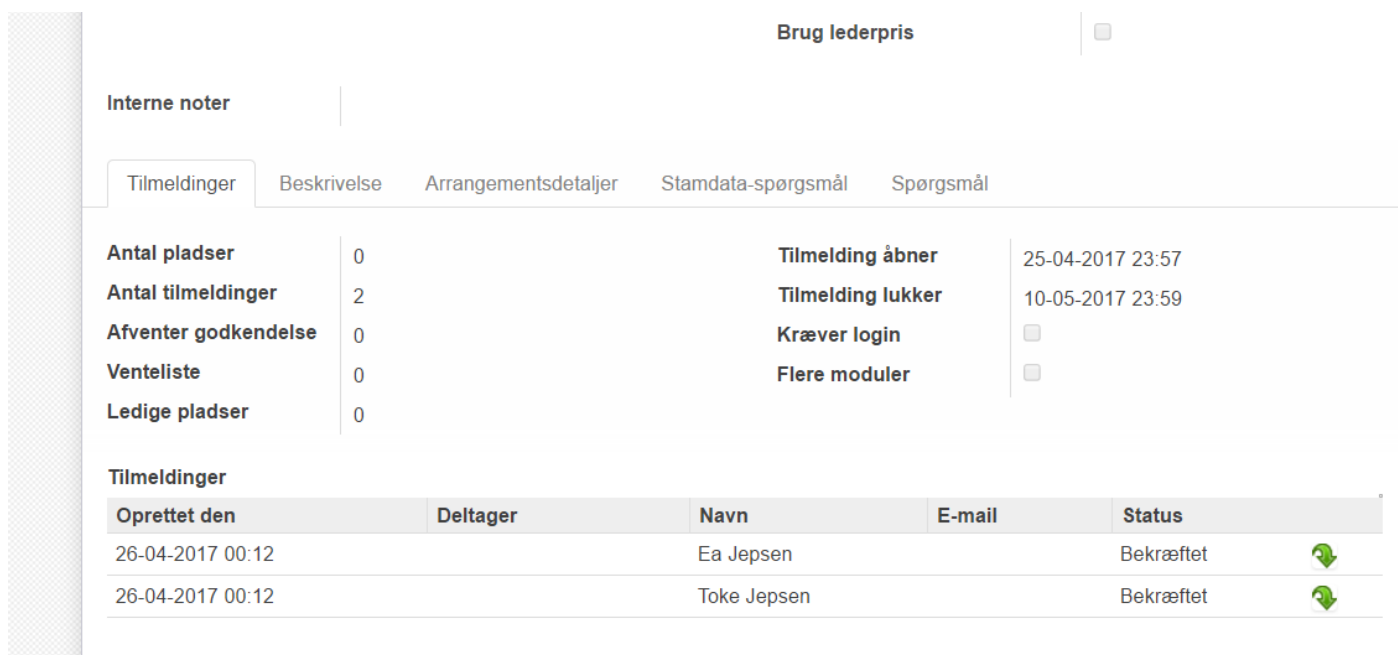 Brug lederpris
Interne noter
Tilmeldinger Beskrivelse Arrangementsdetaljer Stamdata-spørgsmål Spørgsmål
Antal pladser 0 Tilmelding åbner 25-04-2017 23:57
Antal tilmeldinger 2 Tilmelding lukker 10-05-2017 23:59
Afventer godkendelse 0 Kræver login
Venteliste 0 Flere moduler
Ledige pladser 0
Tilmeldinger
Oprettet den Deltager Navn E-mail Status
26-04-2017 00:12 Ea Jepsen Bekræftet
26-04-2017 00:12 Toke Jepsen Bekræftet